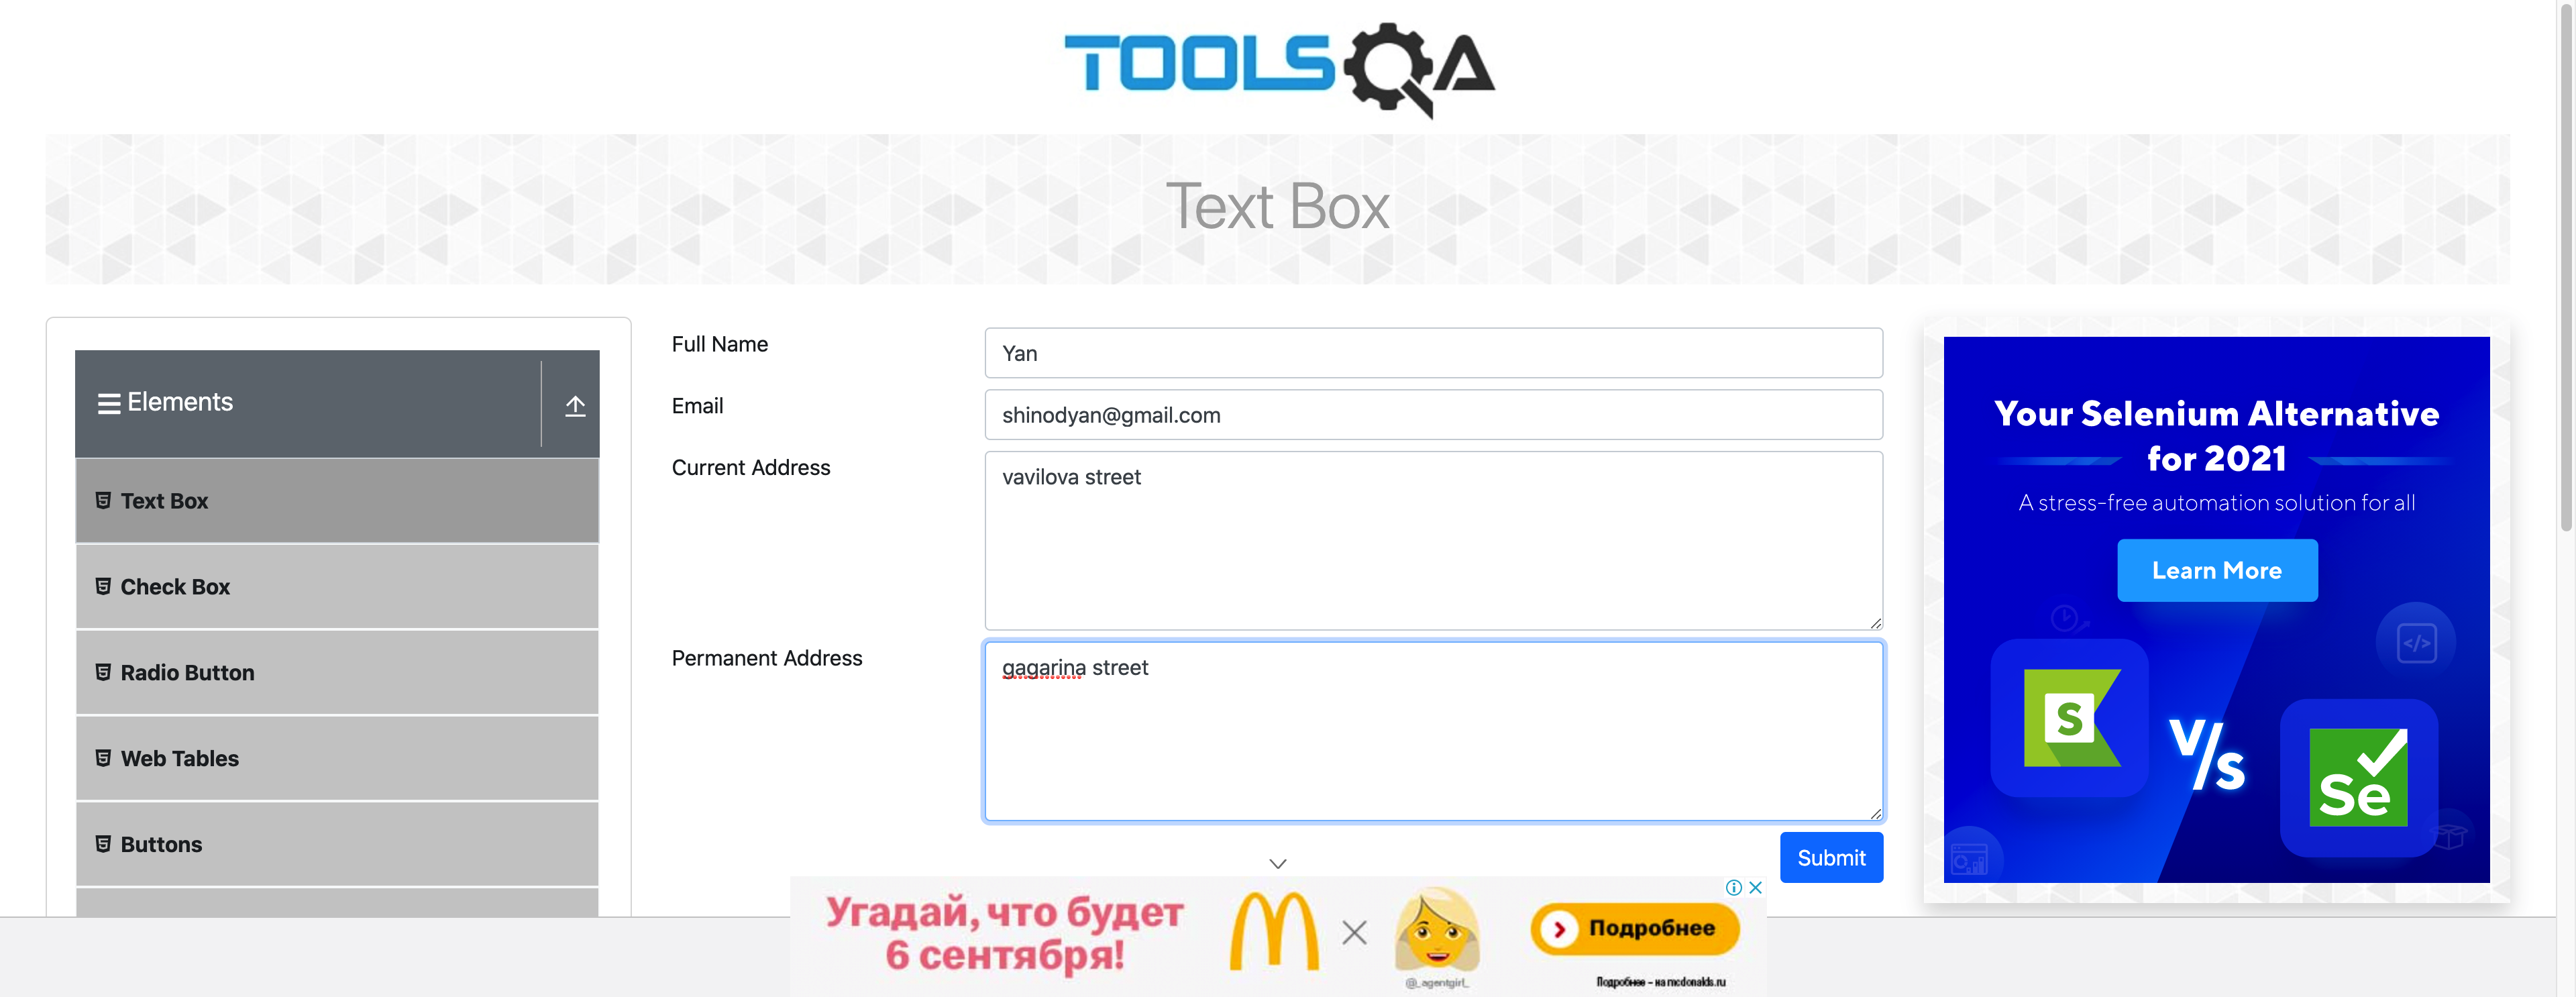 TOOLSQA
Text Box
Elements
Text Box
Check Box
Radio Button
Web Tables
Buttons
Full Name
Yan
Email
shinodyan@gmail.com
Current Address
vavilova street
Permanent Address
gagarina street
Submit
Your Selenium Alternative
for 2021
A stress-free automation solution for all
Learn More
S
V/S
Se
Угадай, что будет
6 сентября!
@_agentgirl_
Подробнее
Подробнее – на mcdonalds.ru